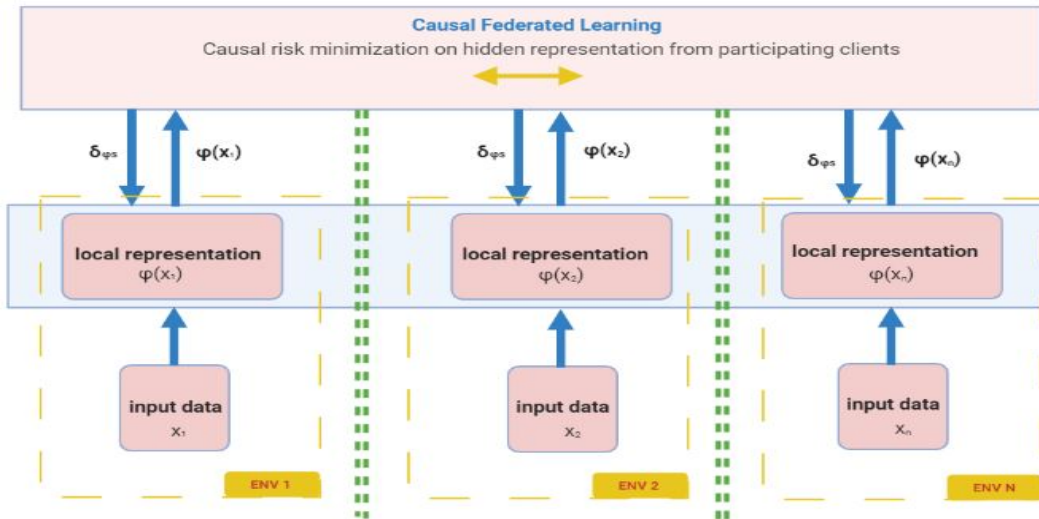 Causal Federated Learning
Causal risk minimization on hidden representation from participating clients
δφs
φ(x₁)
δφs
φ(x₂)
δφs
φ(xₙ)
local representation
φ(x₁)
local representation
φ(x₂)
local representation
φ(xₙ)
input data
x₁
input data
x₂
input data
xₙ
ENV 1
ENV 2
ENV N